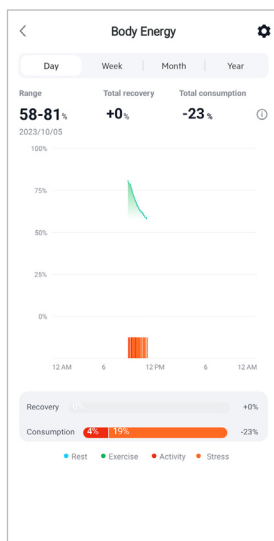 Body Energy
Day Week Month Year
Range Total recovery Total consumption
58-81% +0% -23%
2023/10/05
100%
75%
50%
25%
0%
12 AM 6 12 PM 6 12 AM
Recovery +0%
Consumption 4% 19% -23%
Rest Exercise Activity Stress